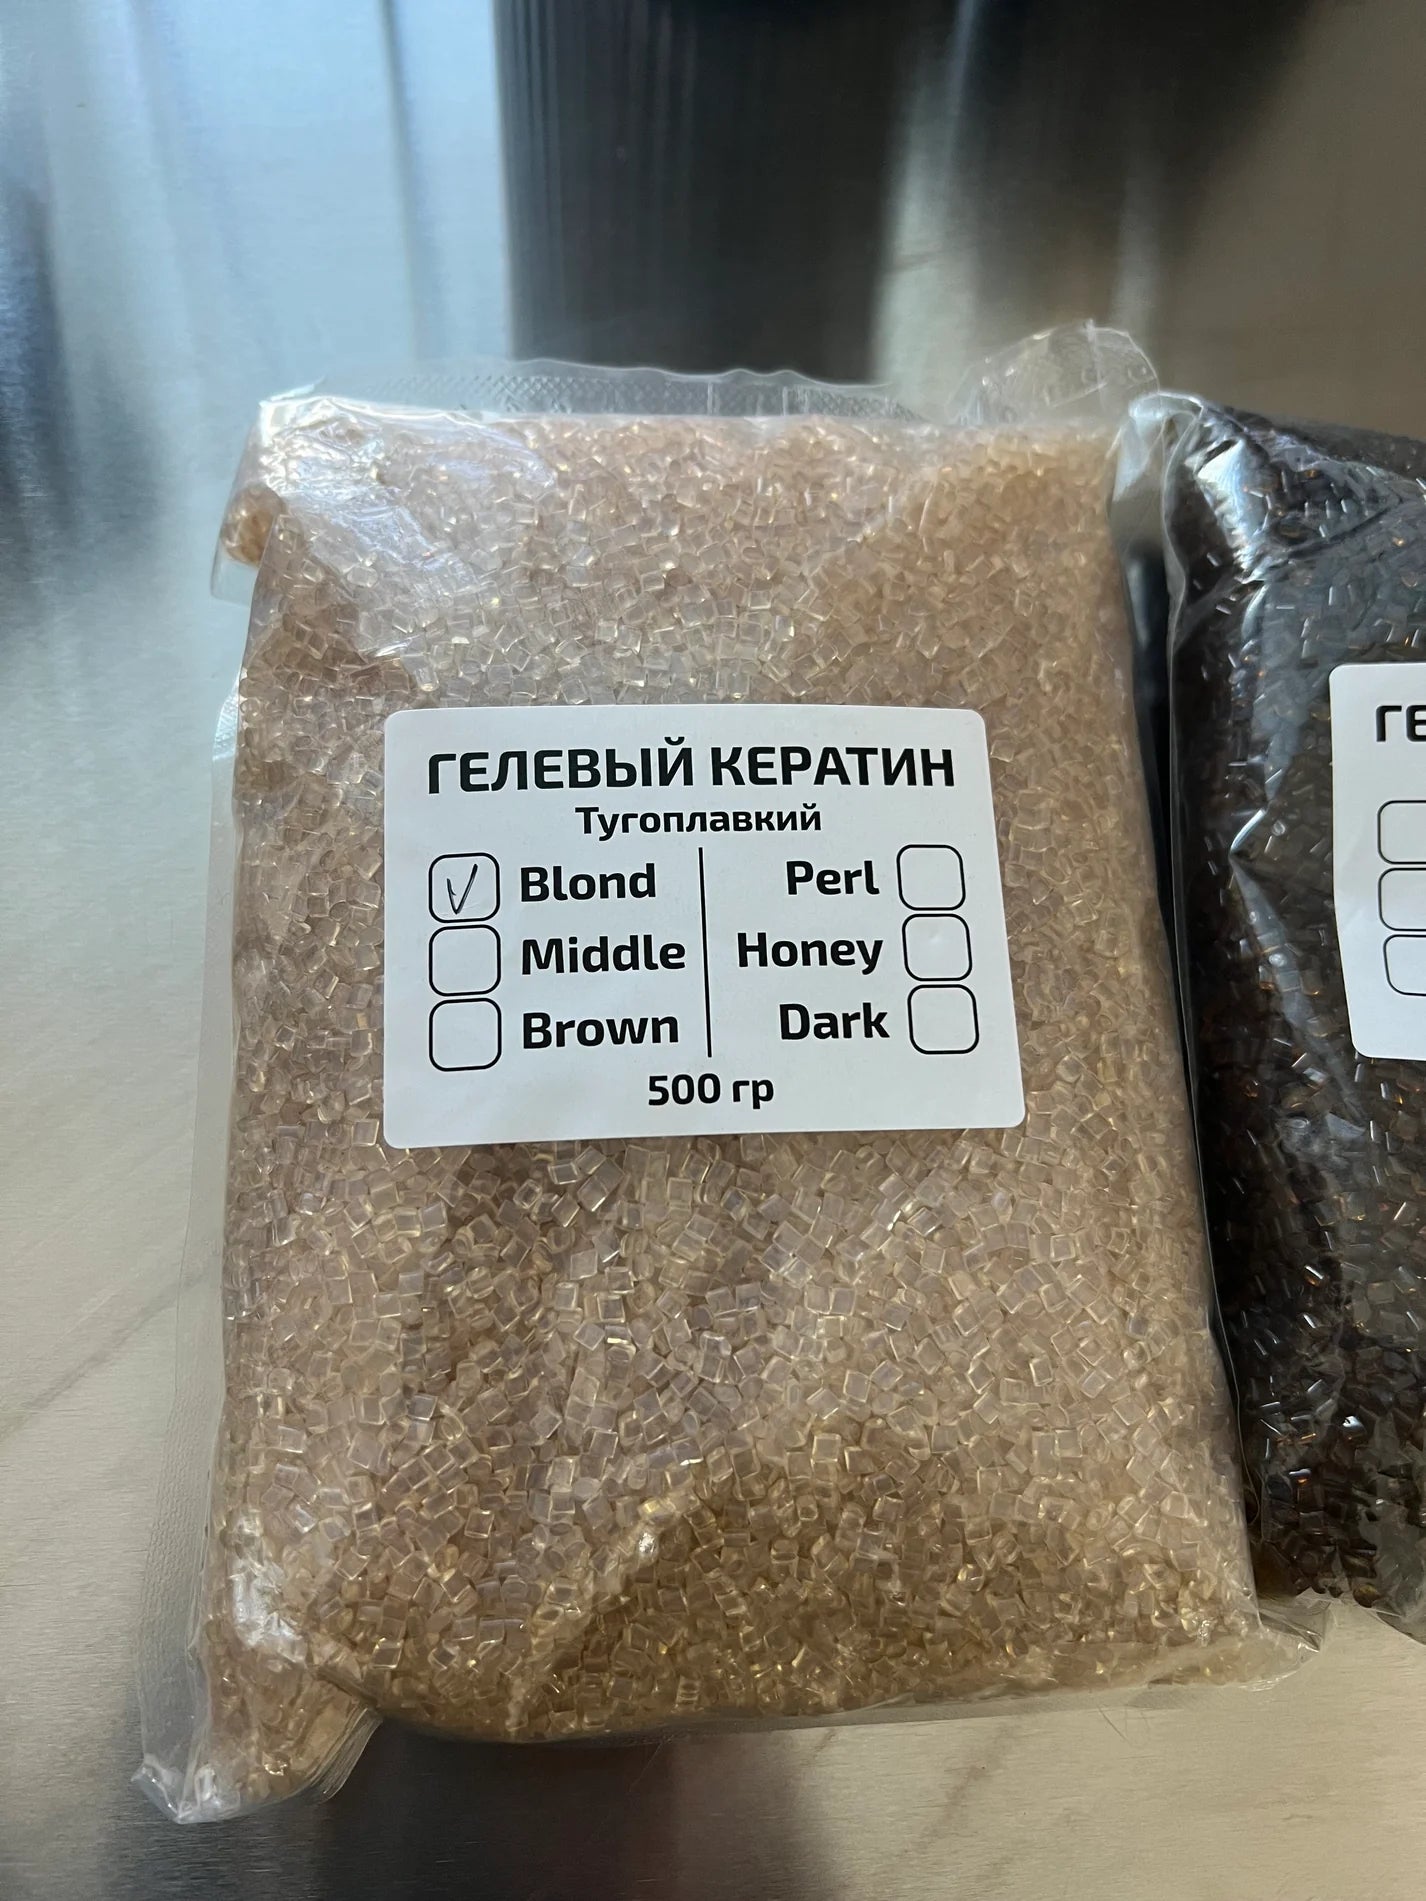 ГЕЛЕВЫЙ КЕРАТИН
Тугоплавкий
Blond Perl
Middle Honey
Brown Dark
500 гр